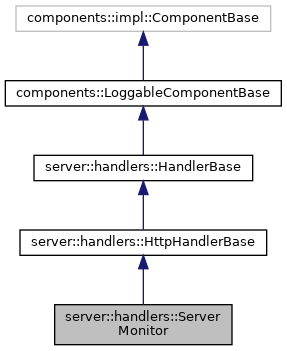 components::impl::ComponentBase
components::LoggableComponentBase
server::handlers::HandlerBase
server::handlers::HttpHandlerBase
server::handlers::Server
Monitor